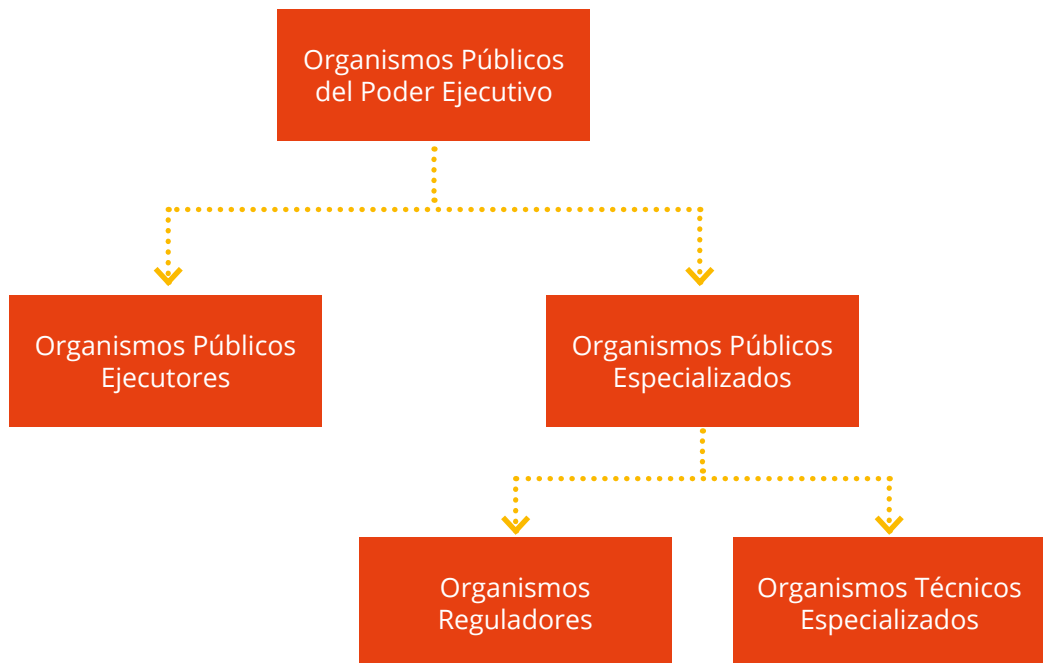 Organismos Públicos
del Poder Ejecutivo
Organismos Públicos
Ejecutores
Organismos Públicos
Especializados
Organismos
Reguladores
Organismos Técnicos
Especializados